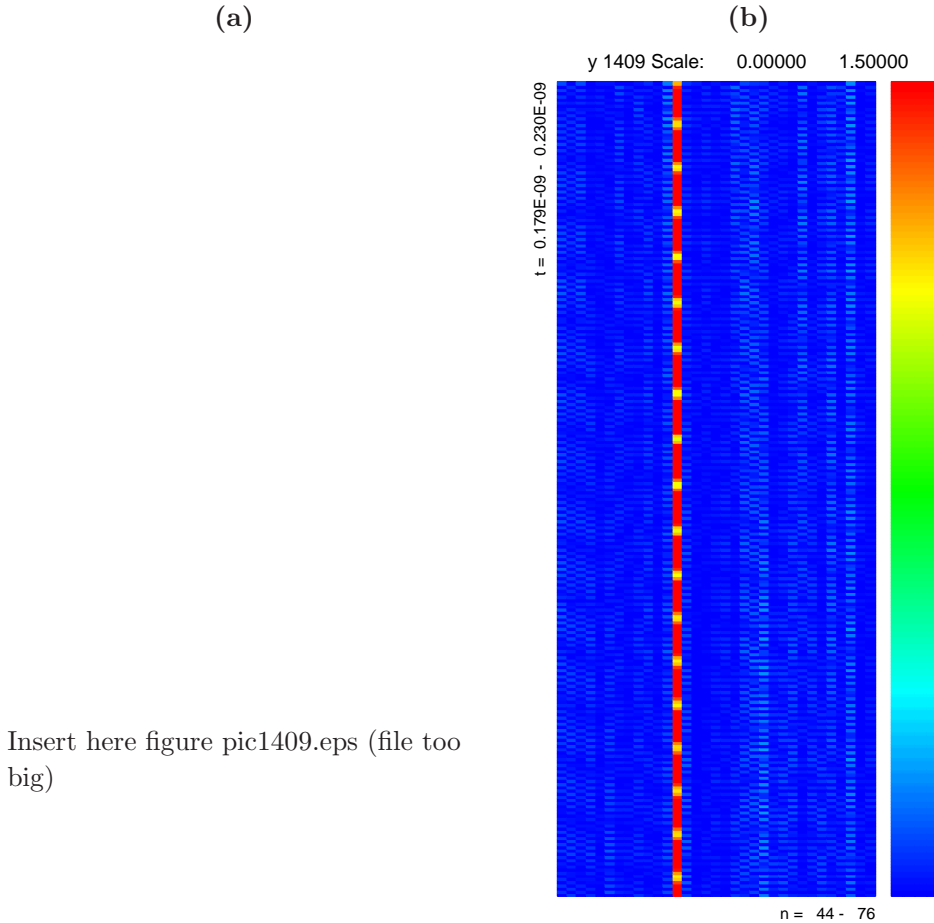 (a)
(b)
y 1409 Scale: 0.00000 1.50000
t = 0.179E-09 - 0.230E-09
Insert here figure pic1409.eps (file too
big)
n = 44 - 76